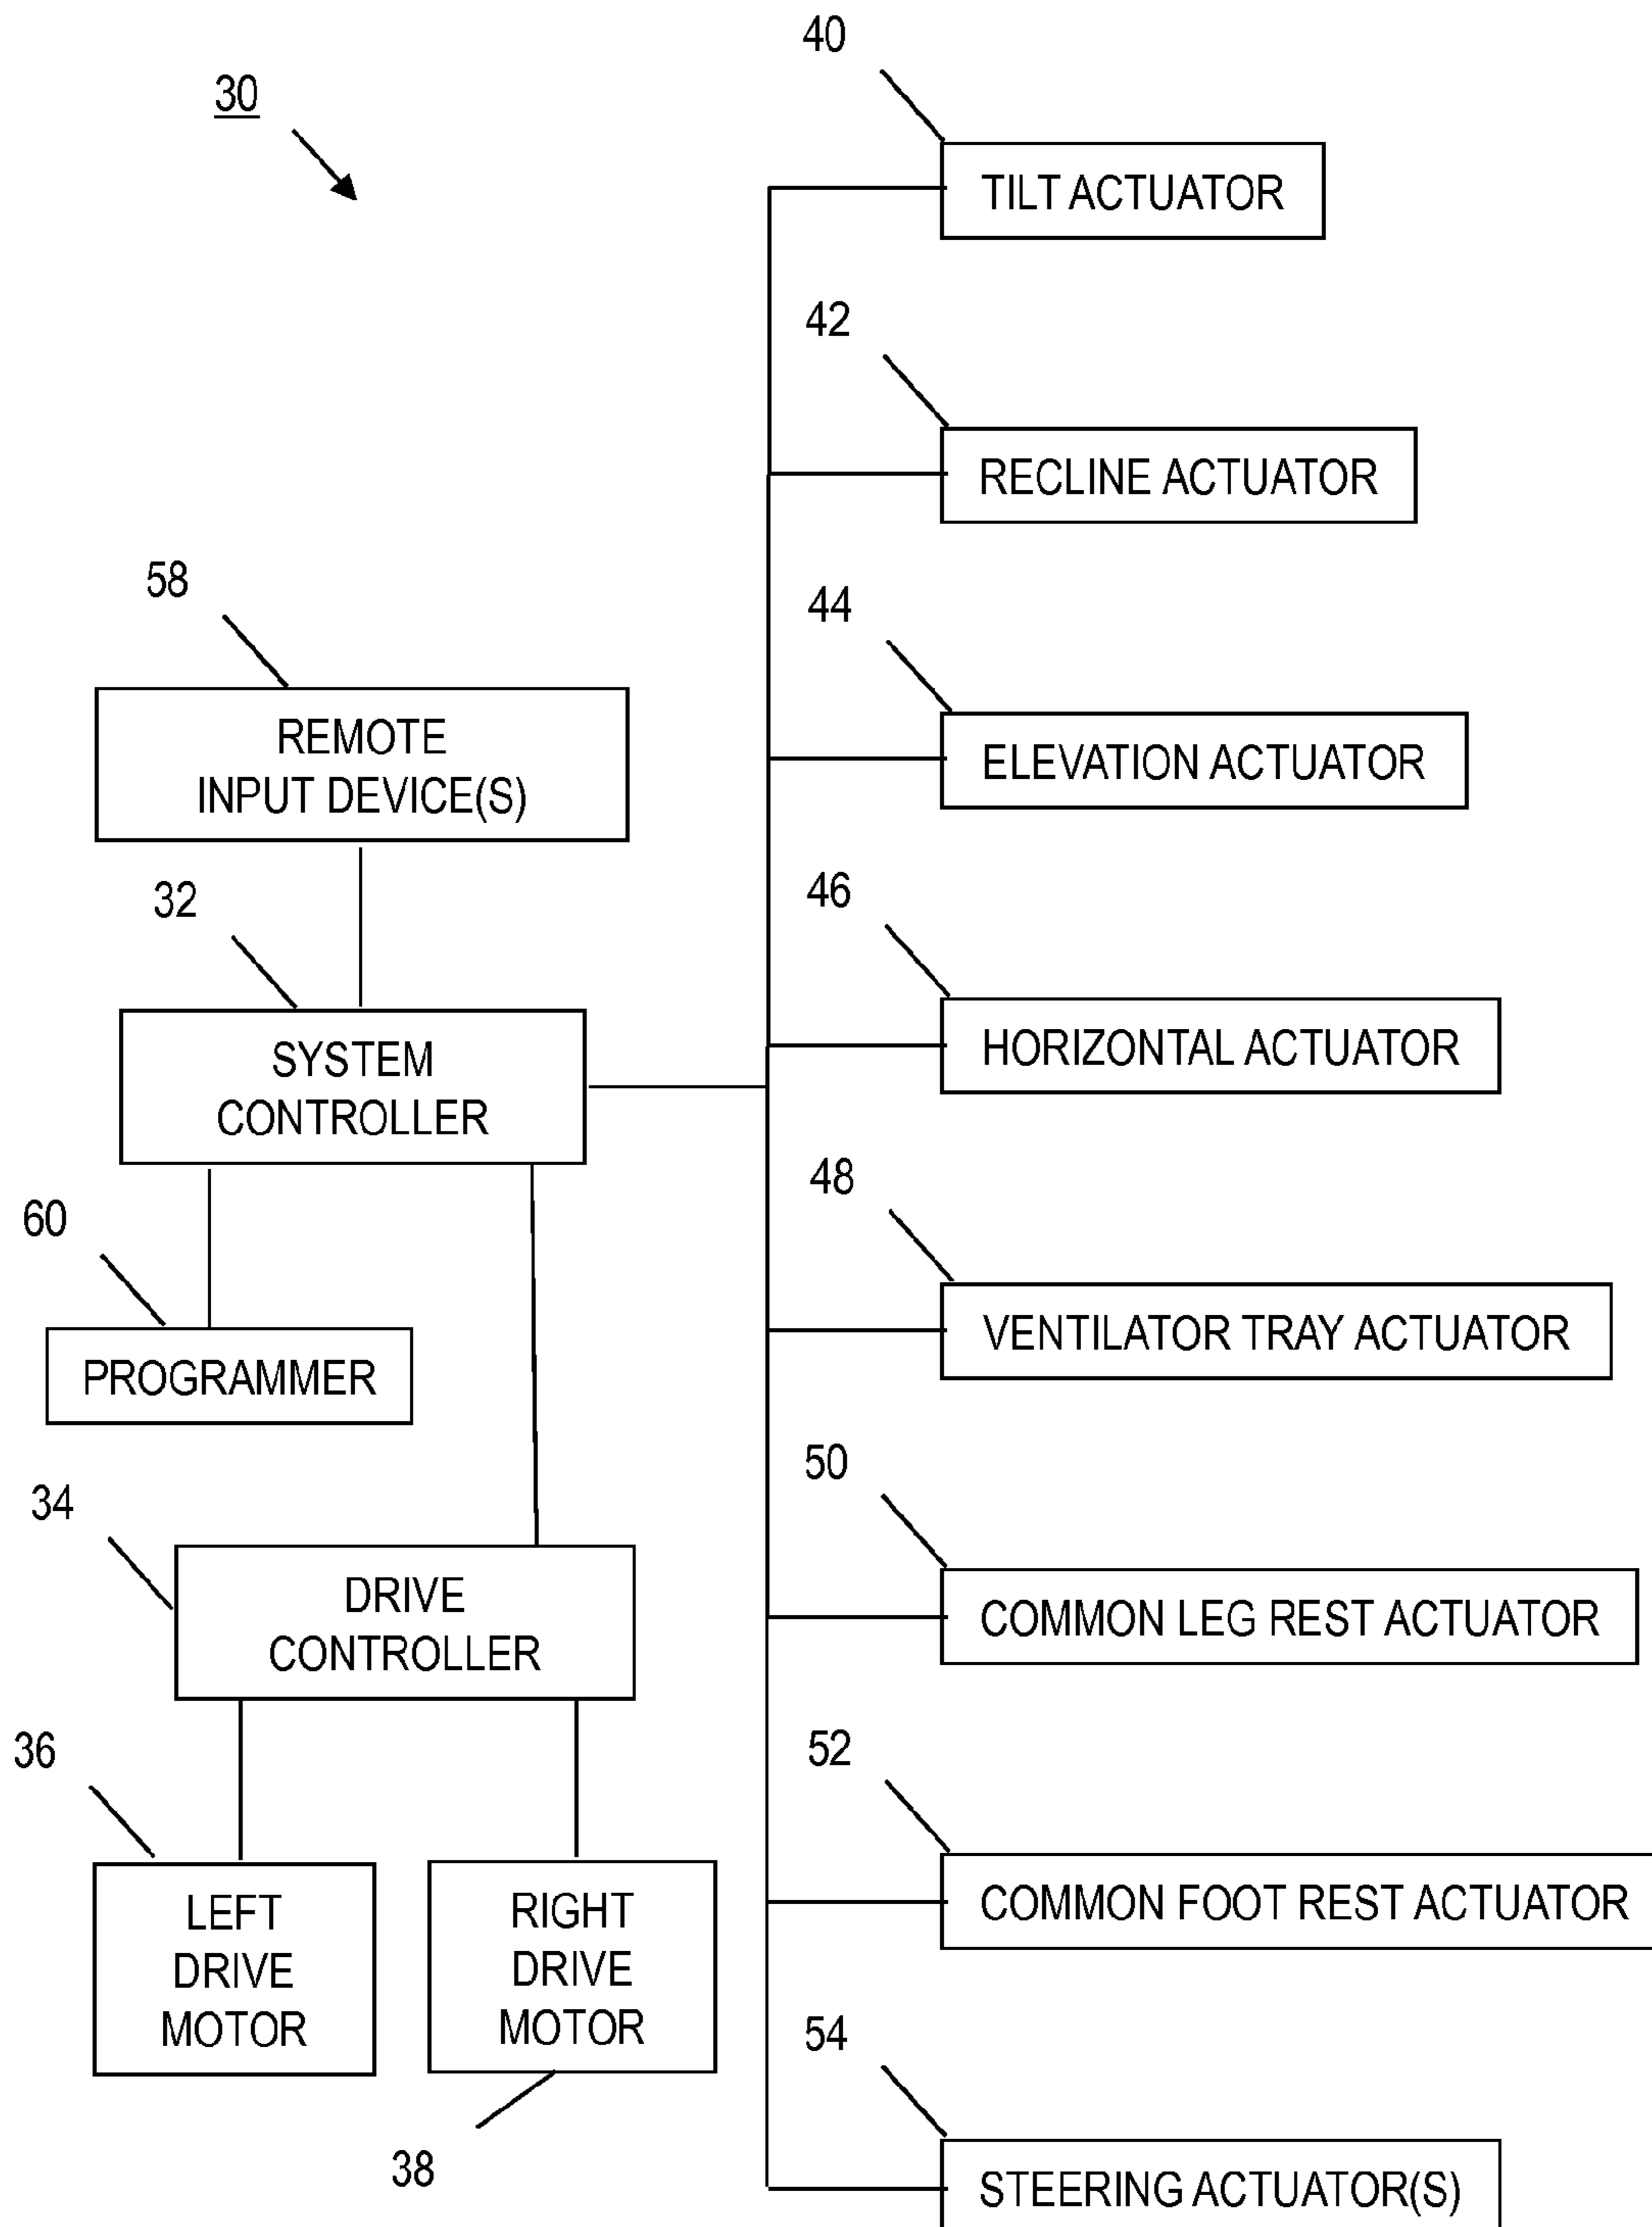 40
30
TILT ACTUATOR
42
RECLINE ACTUATOR
58
44
REMOTE
INPUT DEVICE(S)
ELEVATION ACTUATOR
32
46
SYSTEM
CONTROLLER
HORIZONTAL ACTUATOR
60
48
PROGRAMMER
VENTILATOR TRAY ACTUATOR
34
50
DRIVE
CONTROLLER
COMMON LEG REST ACTUATOR
36
52
LEFT
DRIVE
MOTOR
RIGHT
DRIVE
MOTOR
COMMON FOOT REST ACTUATOR
38
54
STEERING ACTUATOR(S)